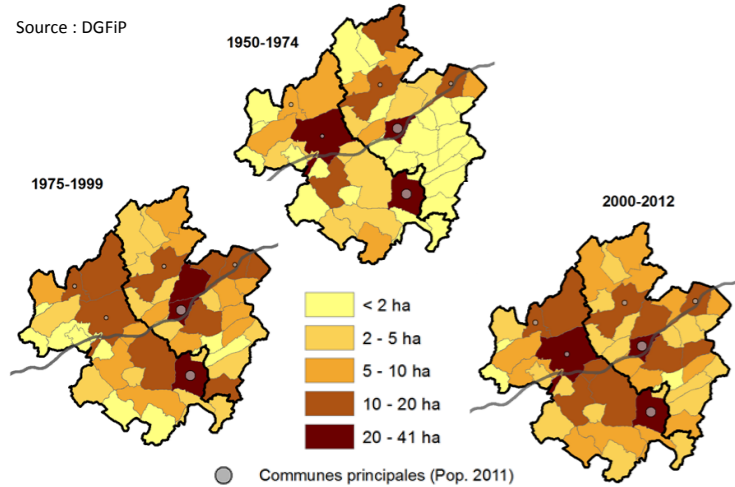 Source : DGFiP
1950-1974
1975-1999
2000-2012
< 2 ha
2 - 5 ha
5 - 10 ha
10 - 20 ha
20 - 41 ha
Communes principales (Pop. 2011)